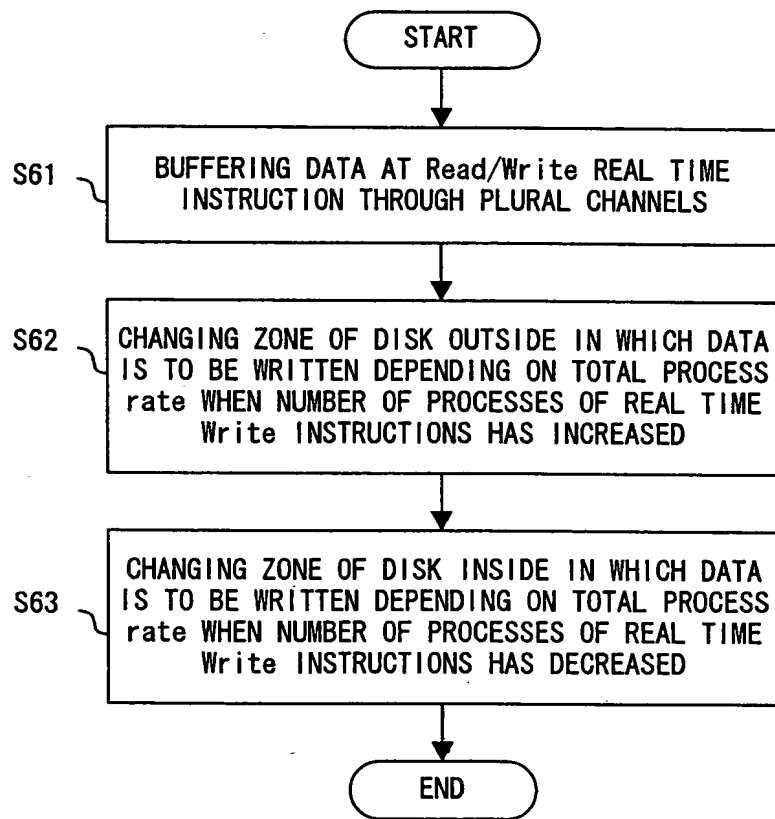 START
S61
BUFFERING DATA AT Read/Write REAL TIME
INSTRUCTION THROUGH PLURAL CHANNELS
S62
CHANGING ZONE OF DISK OUTSIDE IN WHICH DATA
IS TO BE WRITTEN DEPENDING ON TOTAL PROCESS
rate WHEN NUMBER OF PROCESSES OF REAL TIME
Write INSTRUCTIONS HAS INCREASED
S63
CHANGING ZONE OF DISK INSIDE IN WHICH DATA
IS TO BE WRITTEN DEPENDING ON TOTAL PROCESS
rate WHEN NUMBER OF PROCESSES OF REAL TIME
Write INSTRUCTIONS HAS DECREASED
END